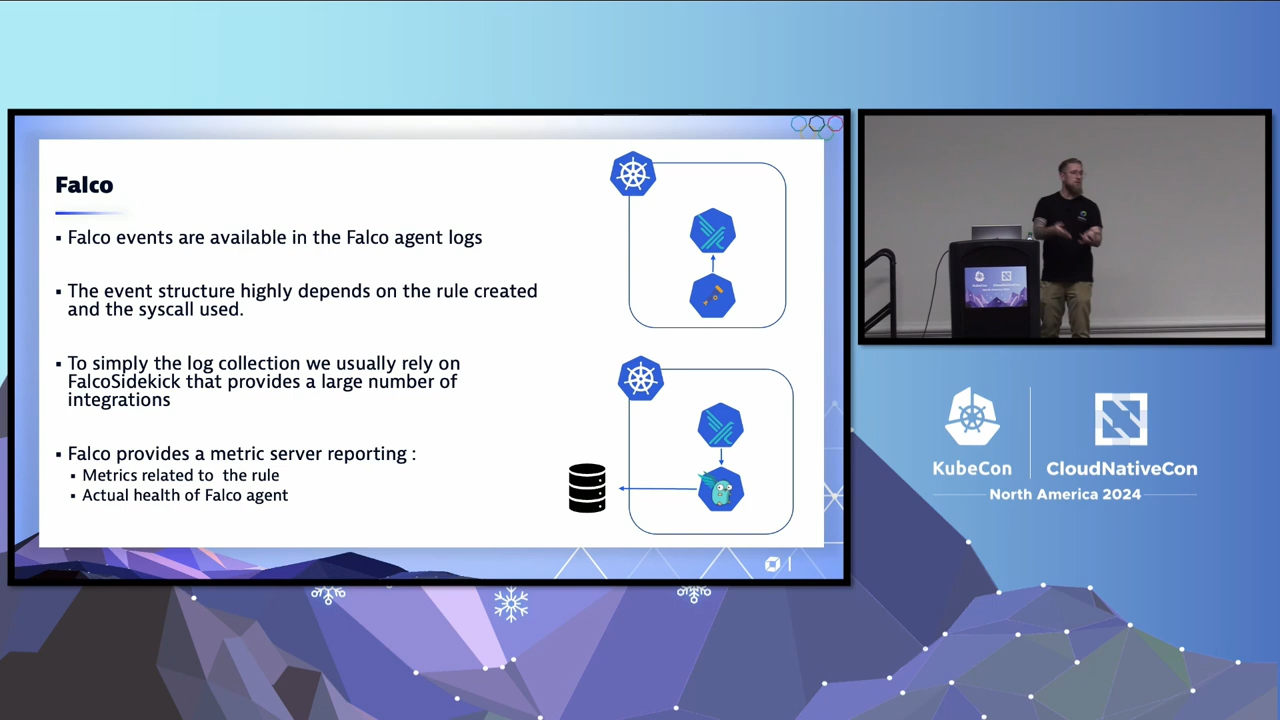 Falco
▪ Falco events are available in the Falco agent logs
▪ The event structure highly depends on the rule created
and the syscall used.
▪ To simply the log collection we usually rely on
FalcoSidekick that provides a large number of
integrations
▪ Falco provides a metric server reporting :
▪ Metrics related to  the rule
▪ Actual health of Falco agent
KubeCon
CloudNativeCon
North America 2024